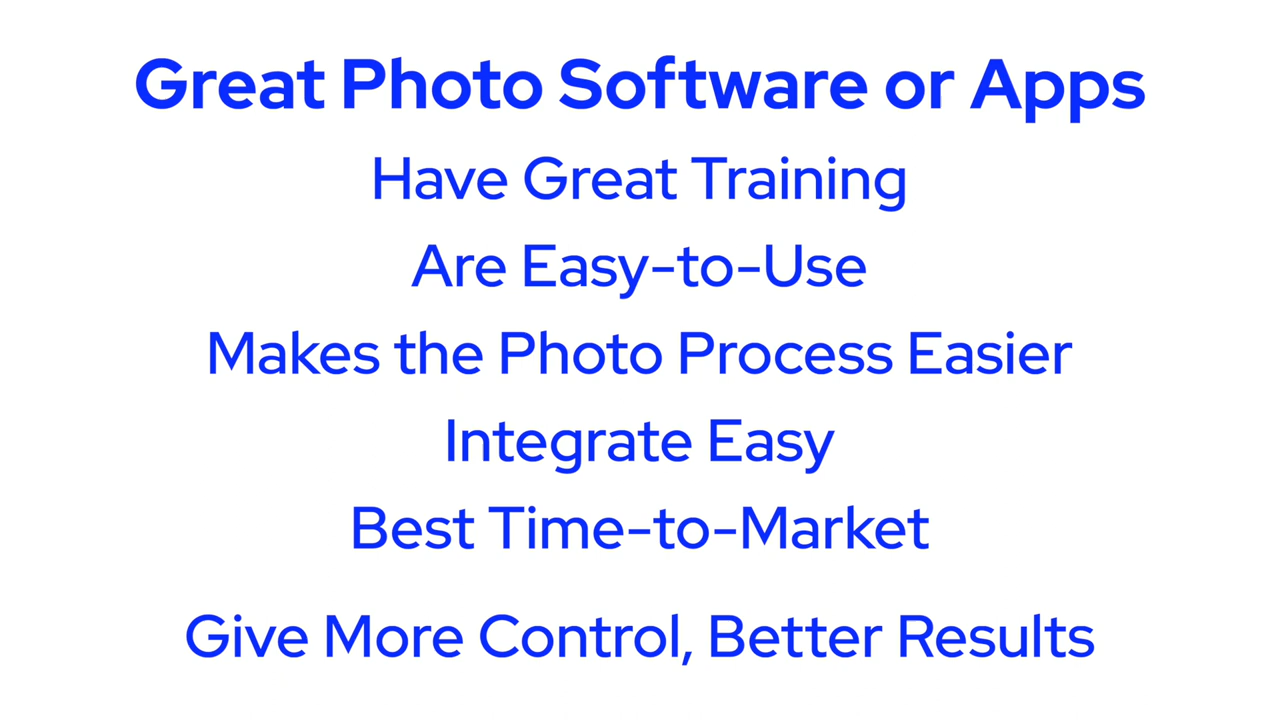 Great Photo Software or Apps
Have Great Training
Are Easy-to-Use
Makes the Photo Process Easier
Integrate Easy
Best Time-to-Market
Give More Control, Better Results